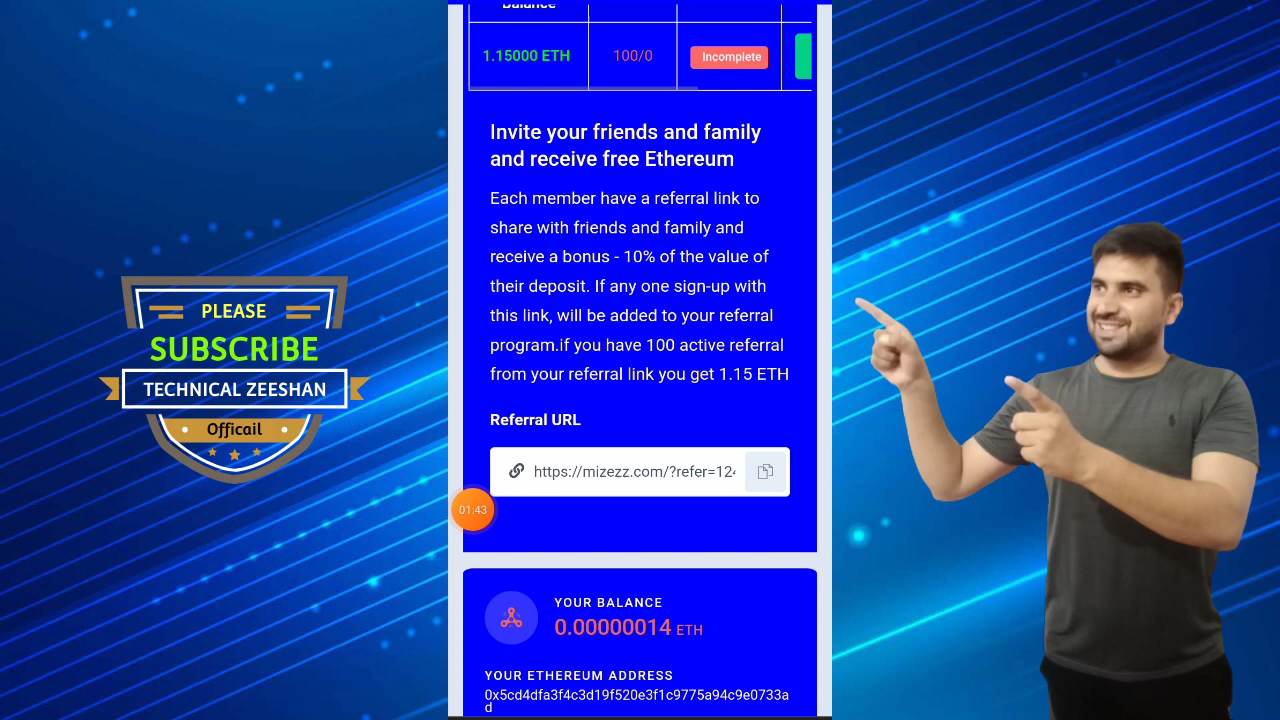 Balance
1.15000 ETH
100/0
Incomplete
Invite your friends and family
and receive free Ethereum
Each member have a referral link to
share with friends and family and
receive a bonus - 10% of the value of
their deposit. If any one sign-up with
this link, will be added to your referral
program.if you have 100 active referral
from your referral link you get 1.15 ETH
Referral URL
https://mizezz.com/?refer=12
01.43
YOUR BALANCE
0.00000014 ETH
YOUR ETHEREUM ADDRESS
0x5cd4dfa3f4c3d19f520e3f1c9775a94c9e0733a
d
PLEASE
SUBSCRIBE
TECHNICAL ZEESHAN
Officail